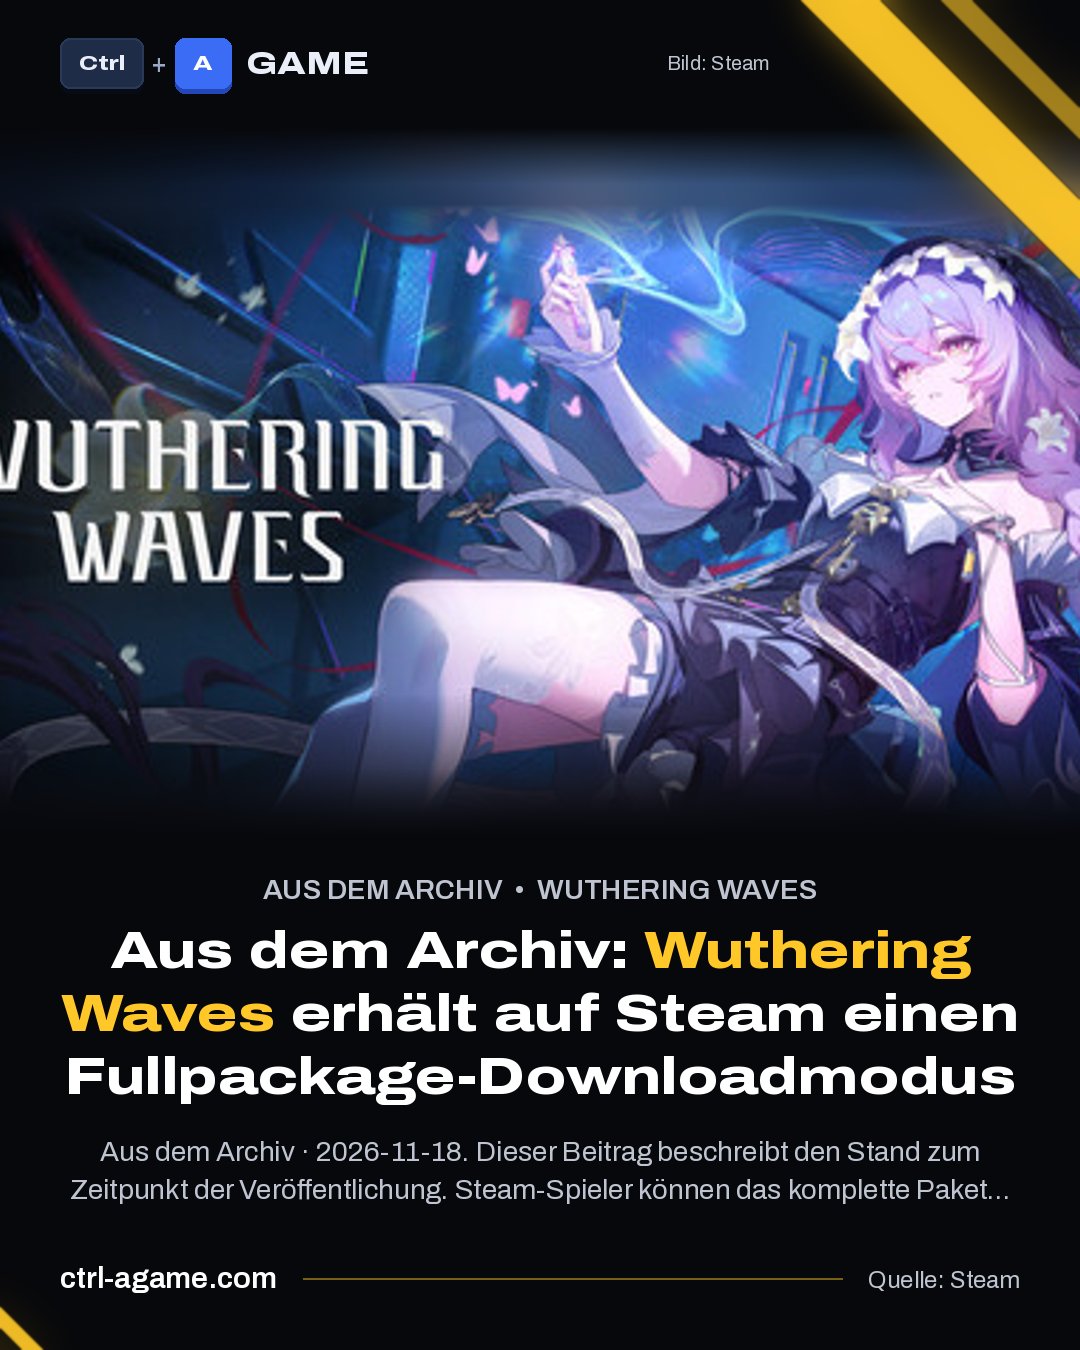 Ctrl + A GAME
Bild: Steam
WUTHERING
WAVES
AUS DEM ARCHIV • WUTHERING WAVES
Aus dem Archiv: Wuthering
Waves erhält auf Steam einen
Fullpackage-Downloadmodus
Aus dem Archiv · 2026-11-18. Dieser Beitrag beschreibt den Stand zum
Zeitpunkt der Veröffentlichung. Steam-Spieler können das komplette Paket...
ctrl-agame.com
Quelle: Steam